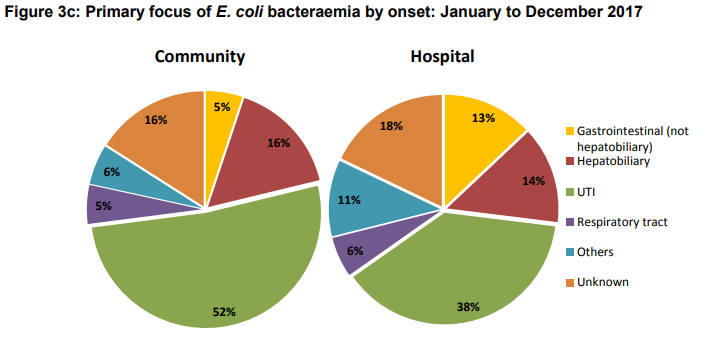 Figure 3c: Primary focus of E. coli bacteraemia by onset: January to December 2017
Community
Hospital
5%
16%
52%
5%
6%
16%
13%
14%
38%
6%
11%
18%
Gastrointestinal (not
hepatobiliary)
Hepatobiliary
UTI
Respiratory tract
Others
Unknown